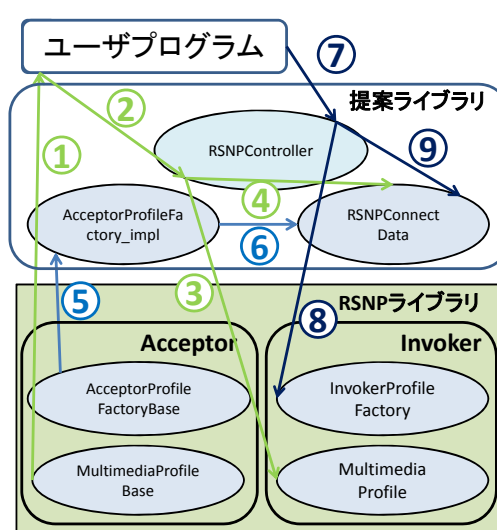 ユーザプログラム
⑦
提案ライブラリ
②
①
RSNPController
⑨
④
AcceptorProfileFa
ctory_impl
RSNPConnect
Data
⑥
⑤
③
RSNPライブラリ
⑧
Acceptor
Invoker
AcceptorProfile
FactoryBase
InvokerProfile
Factory
MultimediaProfile
Base
Multimedia
Profile